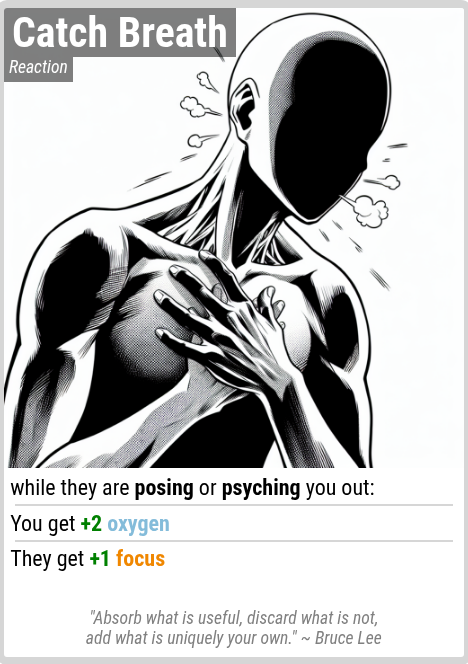 Catch Breath
Reaction
while they are posing or psyching you out:
You get +2 oxygen
They get +1 focus
"Absorb what is useful, discard what is not,
add what is uniquely your own." ~ Bruce Lee